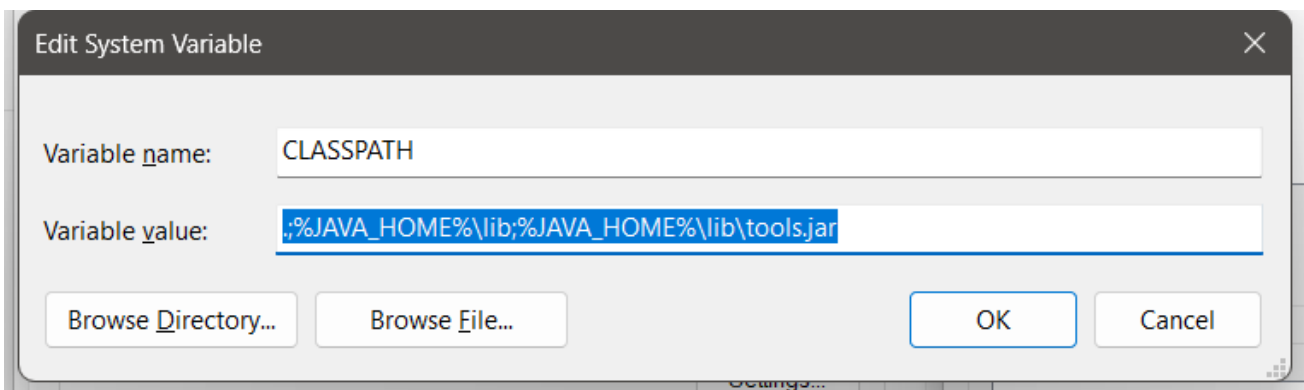 Edit System Variable
Variable name:
CLASSPATH
Variable value:
.;%JAVA_HOME%\lib;%JAVA_HOME%\lib\tools.jar
Browse Directory...
Browse File...
OK
Cancel
Settings...